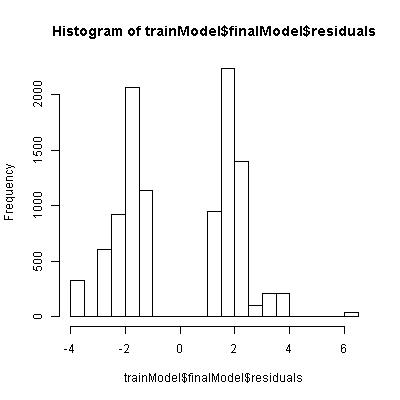 Histogram of trainModel$finalModel$residuals
Frequency
2000
1500
1000
500
0
-4 -2 0 2 4 6
trainModel$finalModel$residuals